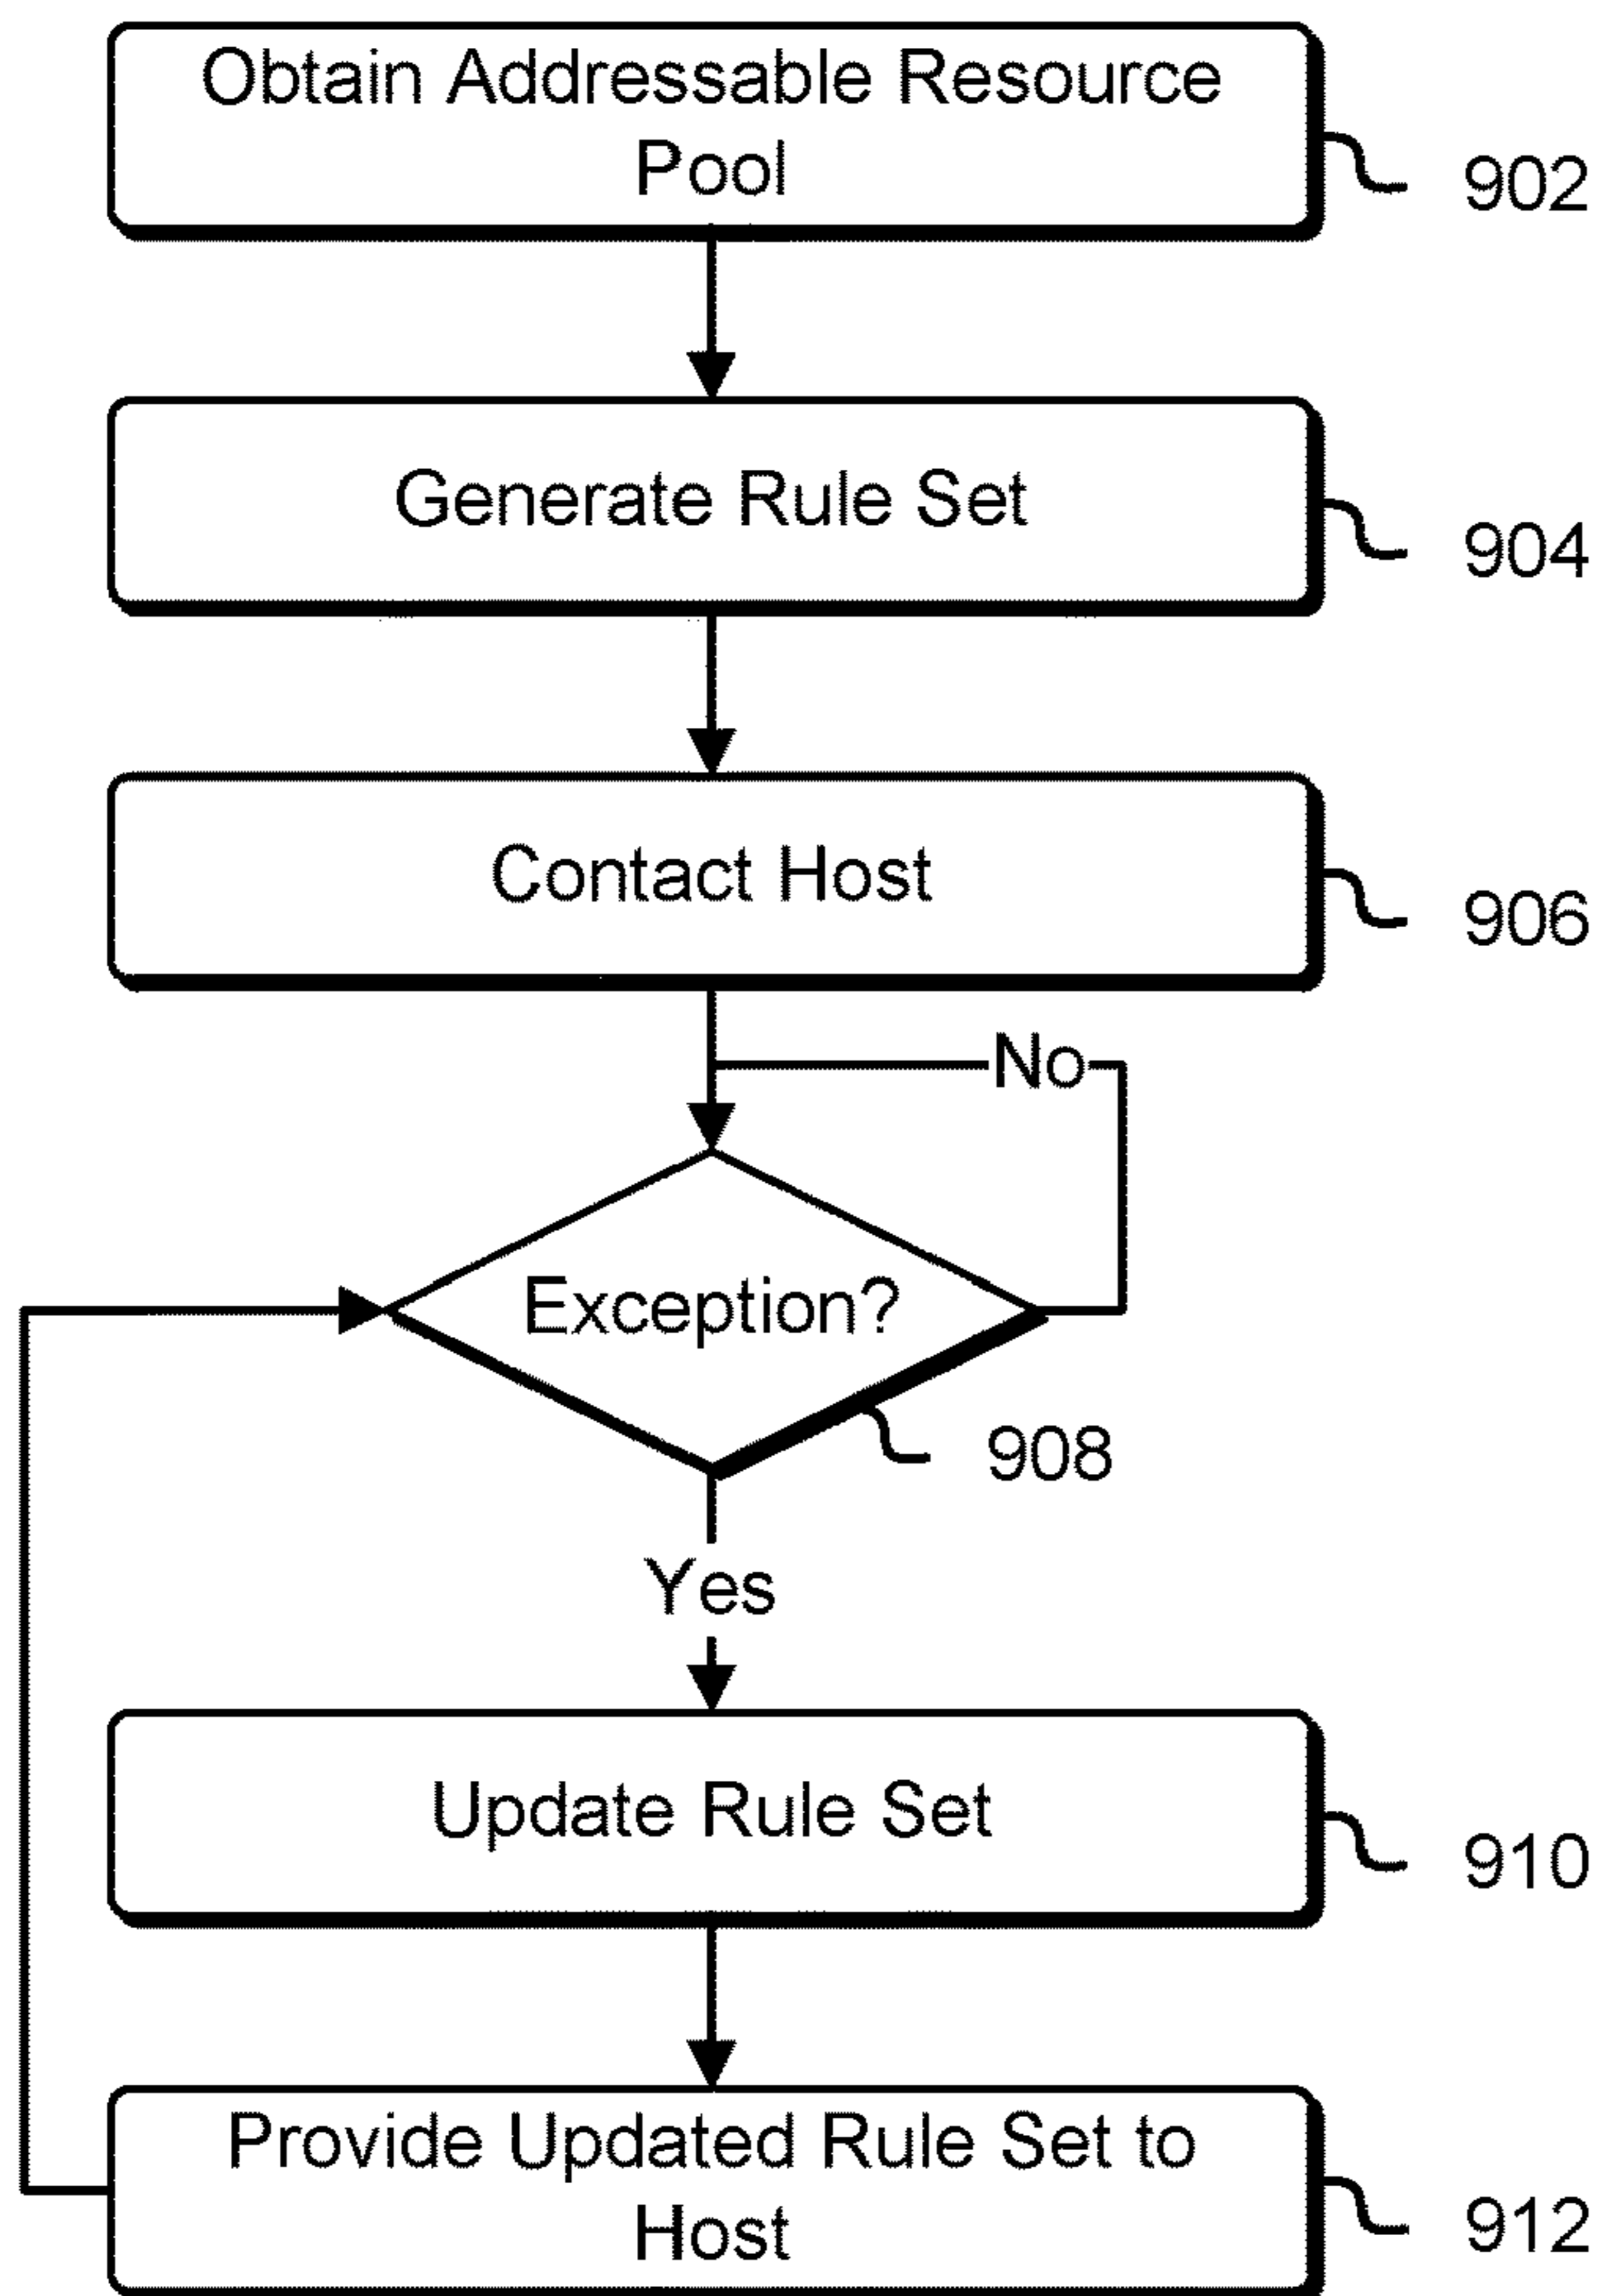 Obtain Addressable Resource
Pool
902
Generate Rule Set
904
Contact Host
906
No
Exception?
908
Yes
Update Rule Set
910
Provide Updated Rule Set to
Host
912